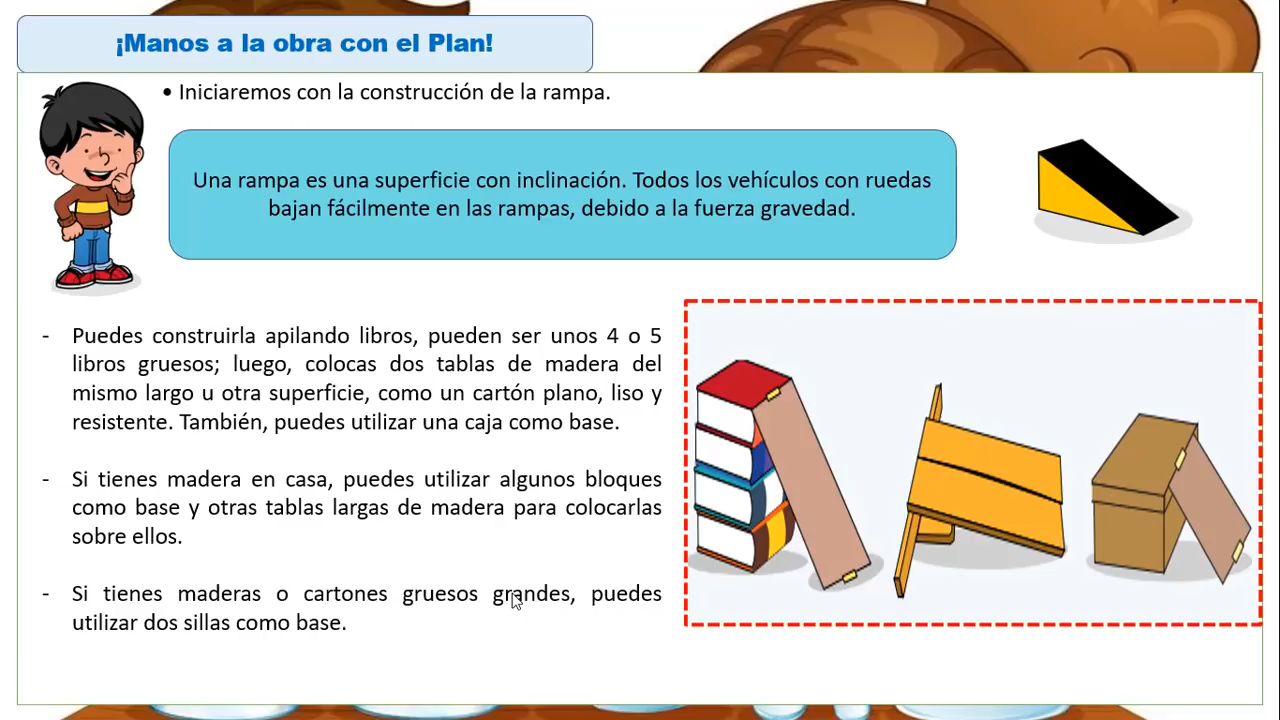 ¡Manos a la obra con el Plan!
• Iniciaremos con la construcción de la rampa.
Una rampa es una superficie con inclinación. Todos los vehículos con ruedas
bajan fácilmente en las rampas, debido a la fuerza gravedad.
- Puedes construirla apilando libros, pueden ser unos 4 o 5
libros gruesos; luego, colocas dos tablas de madera del
mismo largo u otra superficie, como un cartón plano, liso y
resistente. También, puedes utilizar una caja como base.
- Si tienes madera en casa, puedes utilizar algunos bloques
como base y otras tablas largas de madera para colocarlas
sobre ellos.
- Si tienes maderas o cartones gruesos grandes, puedes
utilizar dos sillas como base.